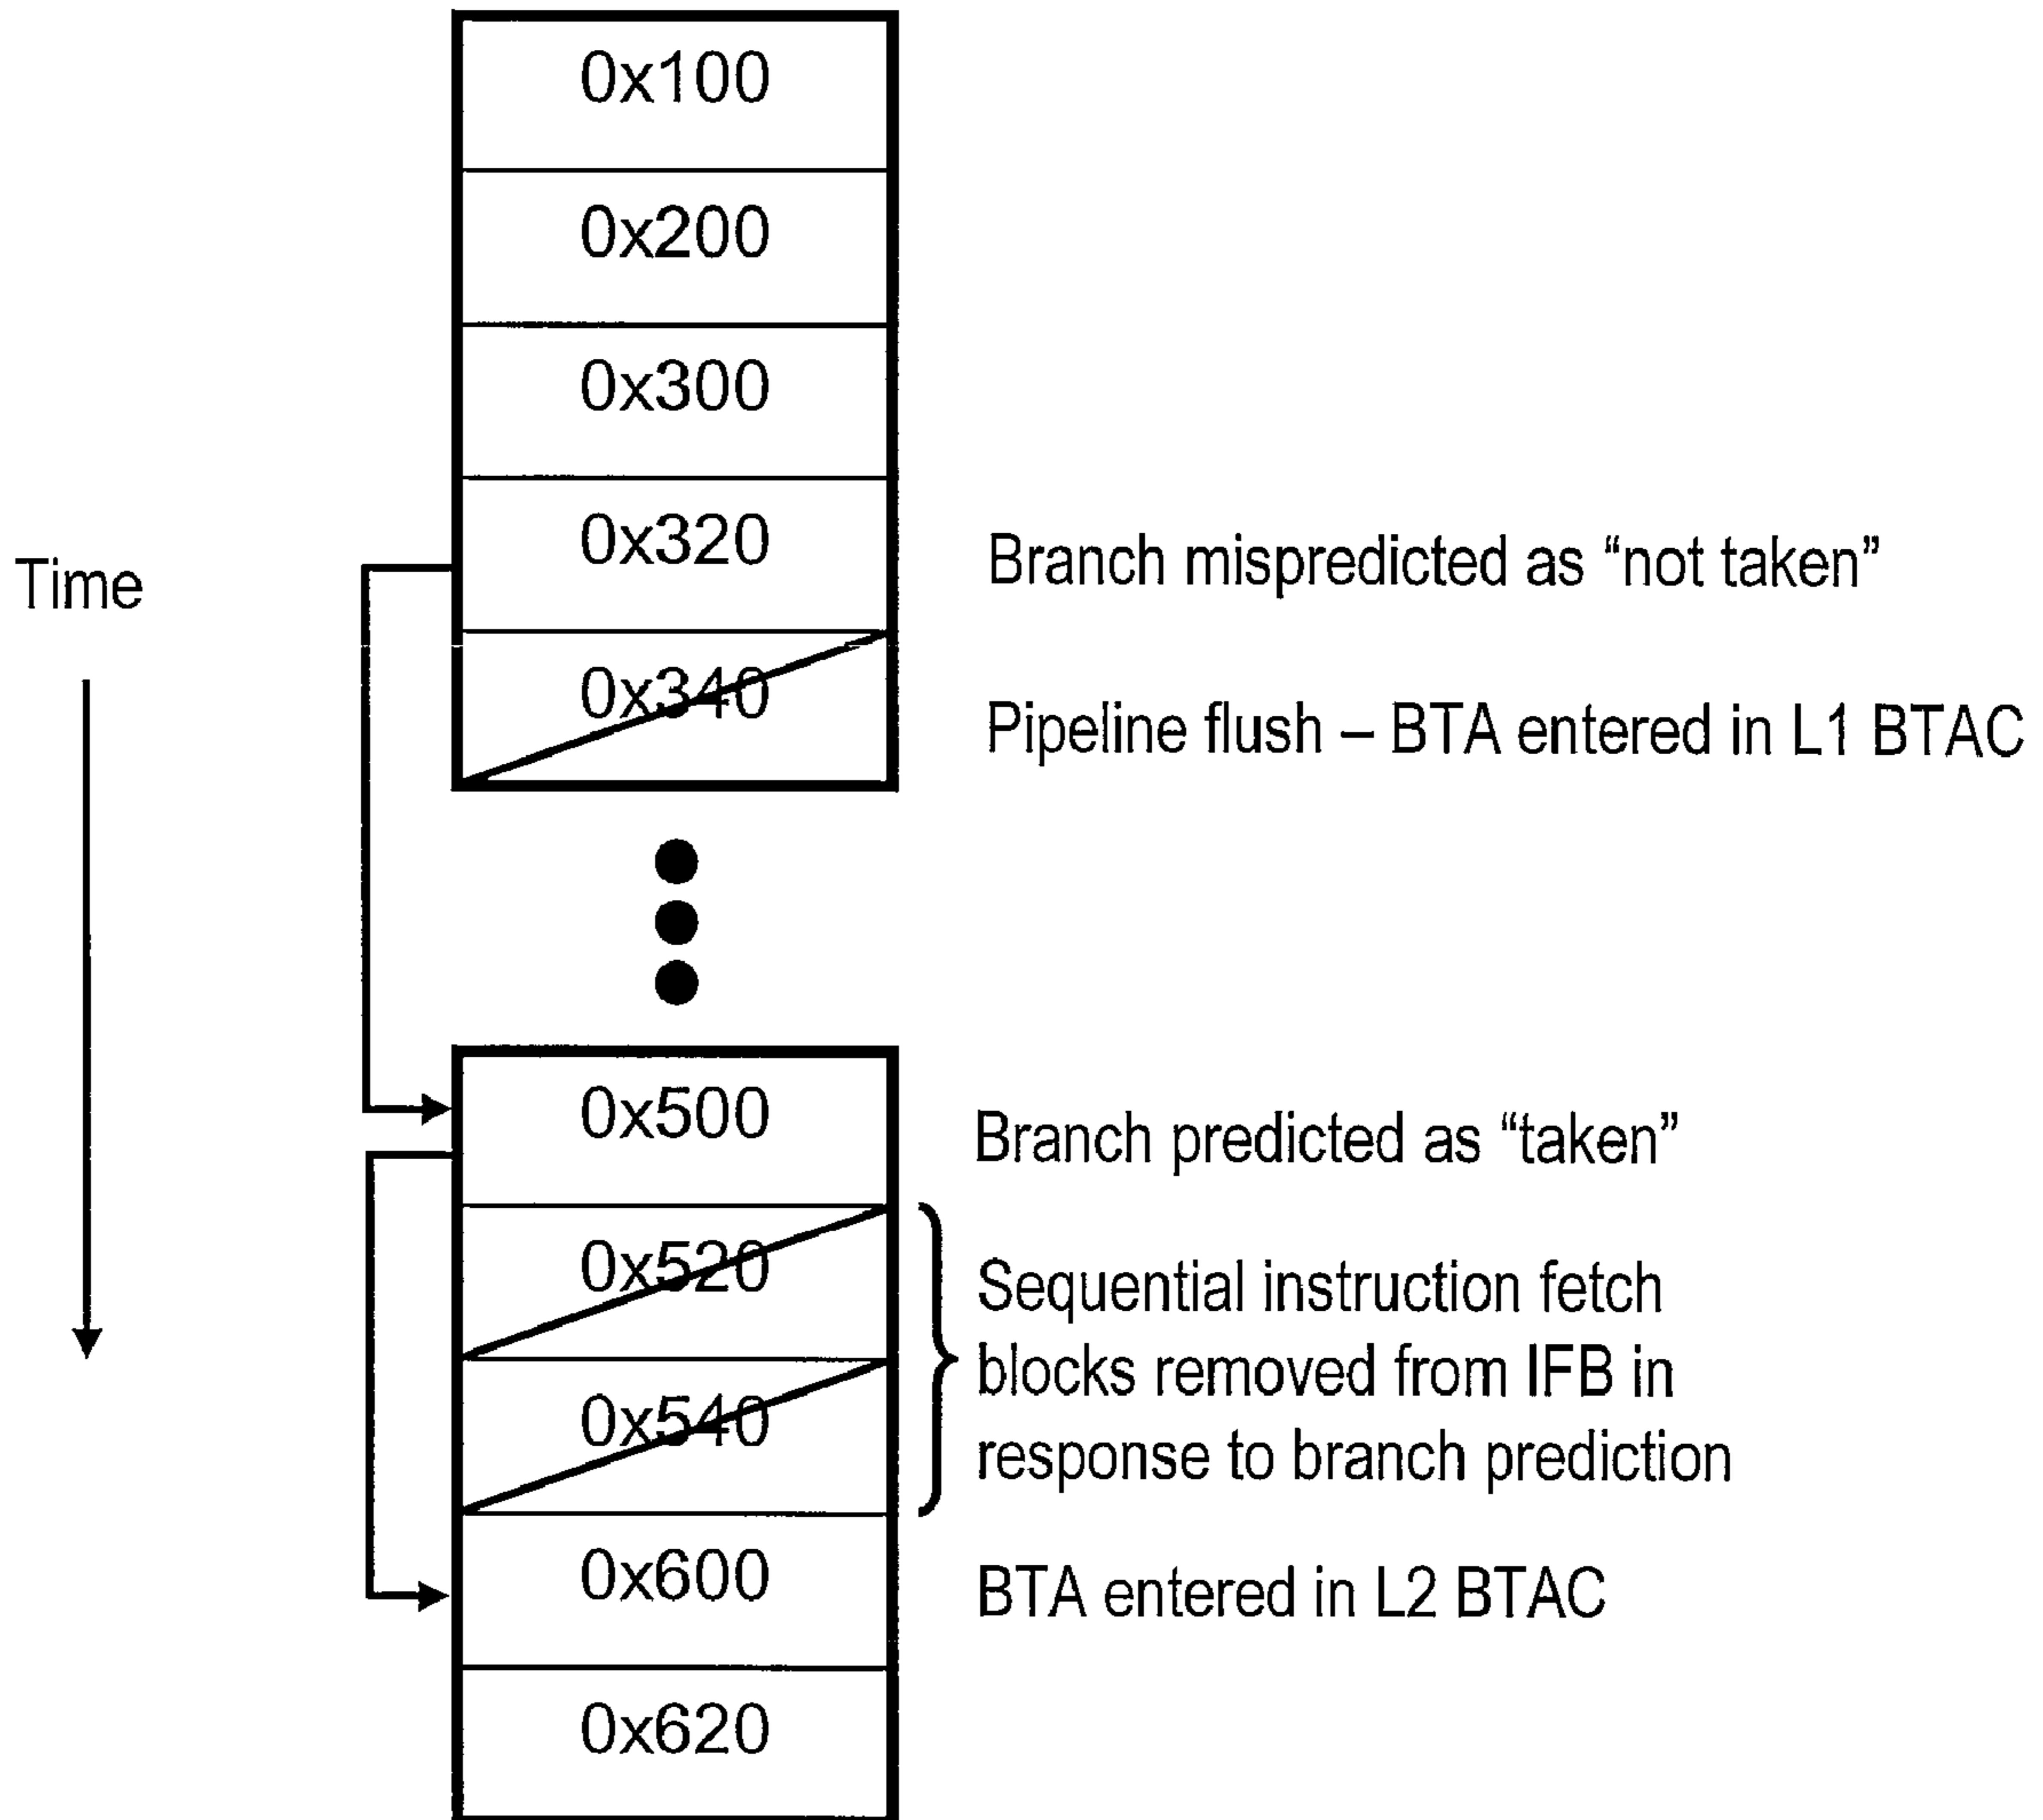 0x100
0x200
0x300
0x320
Branch mispredicted as “not taken”
Time
0x340
Pipeline flush – BTA entered in L1 BTAC
0x500
Branch predicted as “taken”
0x520
0x540
Sequential instruction fetch
blocks removed from IFB in
response to branch prediction
0x600
BTA entered in L2 BTAC
0x620